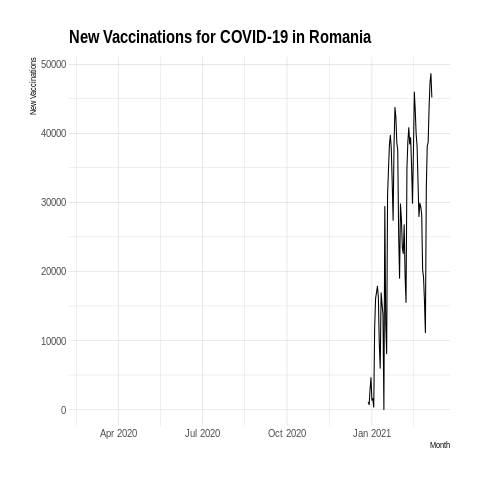 New Vaccinations for COVID-19 in Romania
New Vaccinations
50000
40000
30000
20000
10000
0
Apr 2020 Jul 2020 Oct 2020 Jan 2021
Month